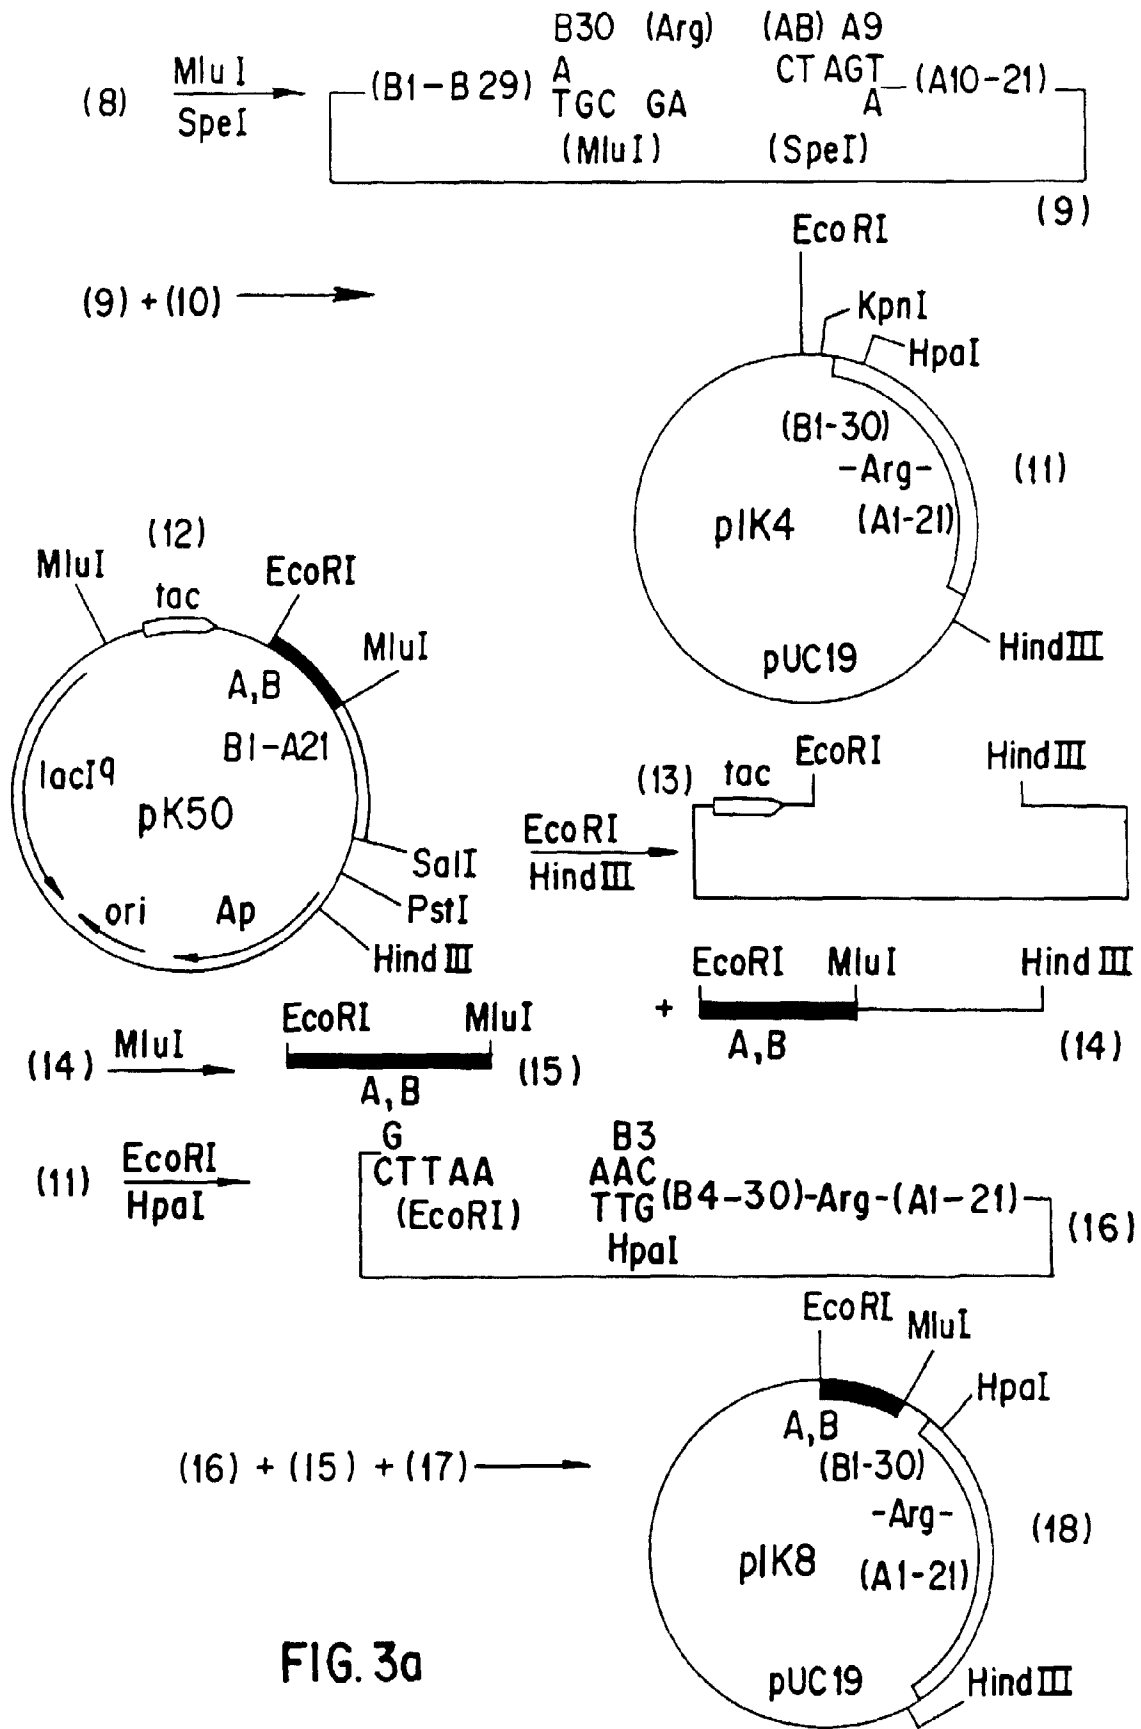 B30 (Arg) (AB) A9
(8) MluI SpeI
(B1-B29) A TGC GA CT AGT A (A10-21)
(MluI) (SpeI)
(9)
(9) + (10)
EcoRI
KpnI
HpaI
(B1-30)
-Arg-
(A1-21)
(11)
pIK4
pUC19
HindIII
(12)
MluI
tac
EcoRI
MluI
A,B
B1-A21
lacIq
pK50
SalI
PstI
HindIII
ori
Ap
EcoRI
HindIII
(13)
tac
EcoRI
HindIII
+
EcoRI MluI HindIII
A,B
(14)
(14) MluI
EcoRI MluI
A,B
(15)
(11) EcoRI HpaI
G
CTTAA
(EcoRI)
B3
AAC
TTG
HpaI
(B4-30)-Arg-(A1-21)
(16)
(16) + (15) + (17)
EcoRI
MluI
HpaI
A,B
(B1-30)
-Arg-
(A1-21)
(18)
pIK8
pUC19
HindIII
FIG. 3a